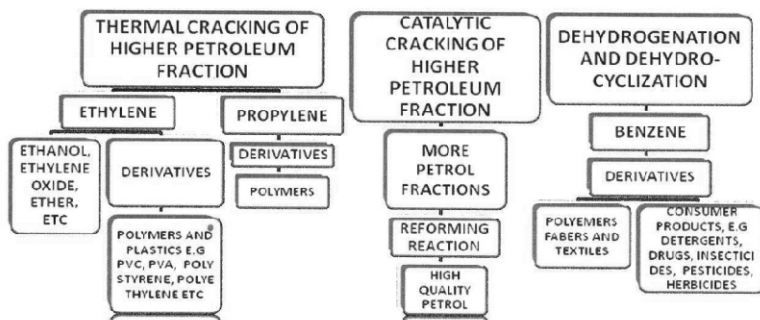 THERMAL CRACKING OF
HIGHER PETROLEUM
FRACTION
ETHYLENE
PROPYLENE
ETHANOL,
ETHYLENE
OXIDE,
ETHER,
ETC
DERIVATIVES
DERIVATIVES
POLYMERS
POLYMERS AND
PLASTICS E.G
PVC, PVA, POLY
STYRENE, POLYE
THYLENE ETC
CATALYTIC
CRACKING OF
HIGHER
PETROLEUM
FRACTION
MORE
PETROL
FRACTIONS
REFORMING
REACTION
HIGH
QUALITY
PETROL
DEHYDROGENATION
AND DEHYDRO-
CYCLIZATION
BENZENE
DERIVATIVES
POLYEMERS
FABERS AND
TEXTILES
CONSUMER
PRODUCTS, E.G
DETERGENTS,
DRUGS, INSECTICI
DES, PESTICIDES,
HERBICIDES